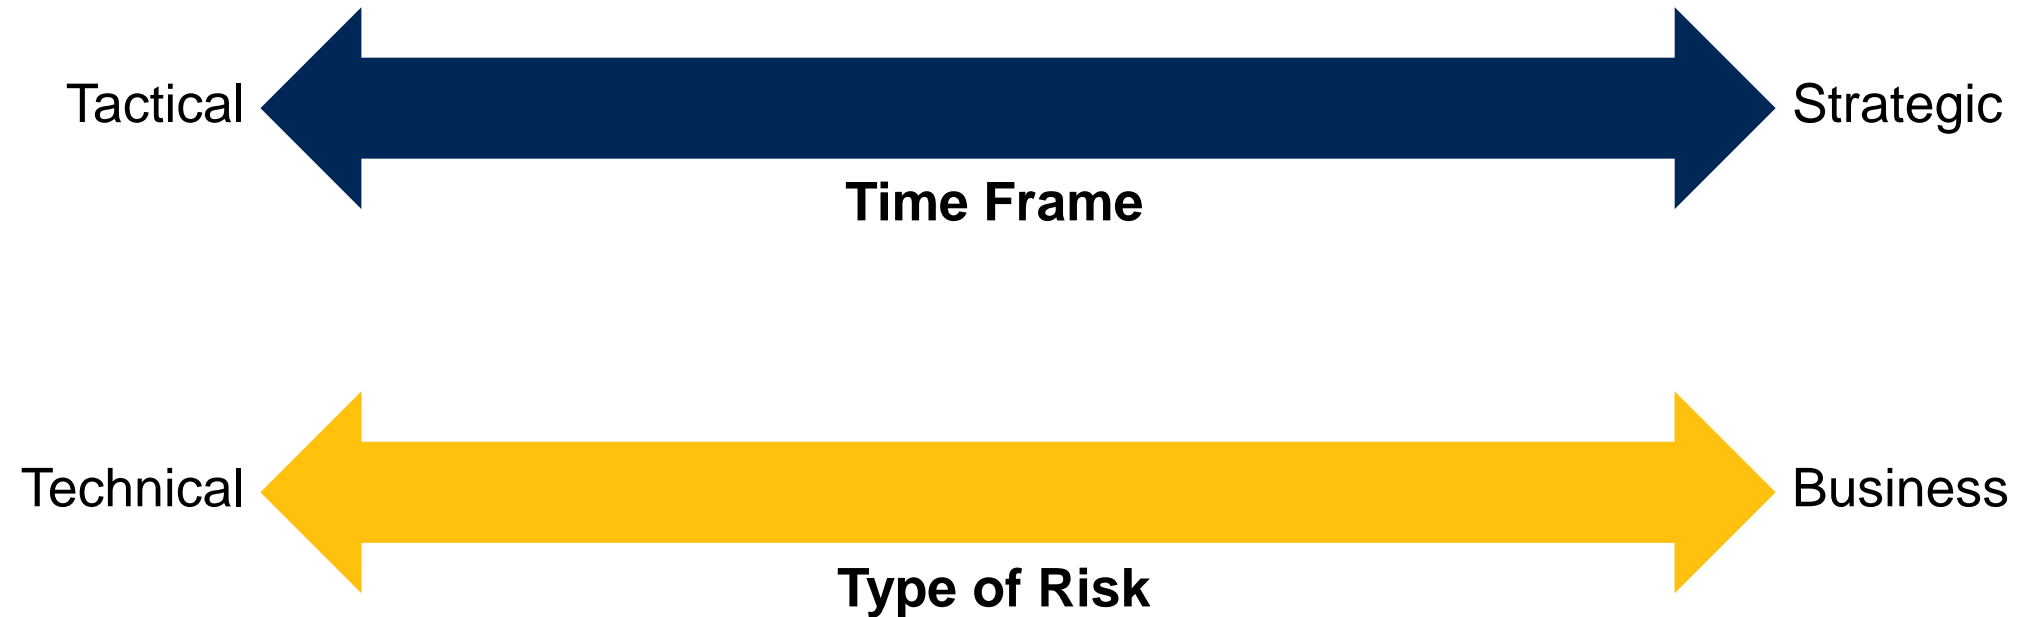 Tactical
Strategic
Time Frame
Technical
Business
Type of Risk